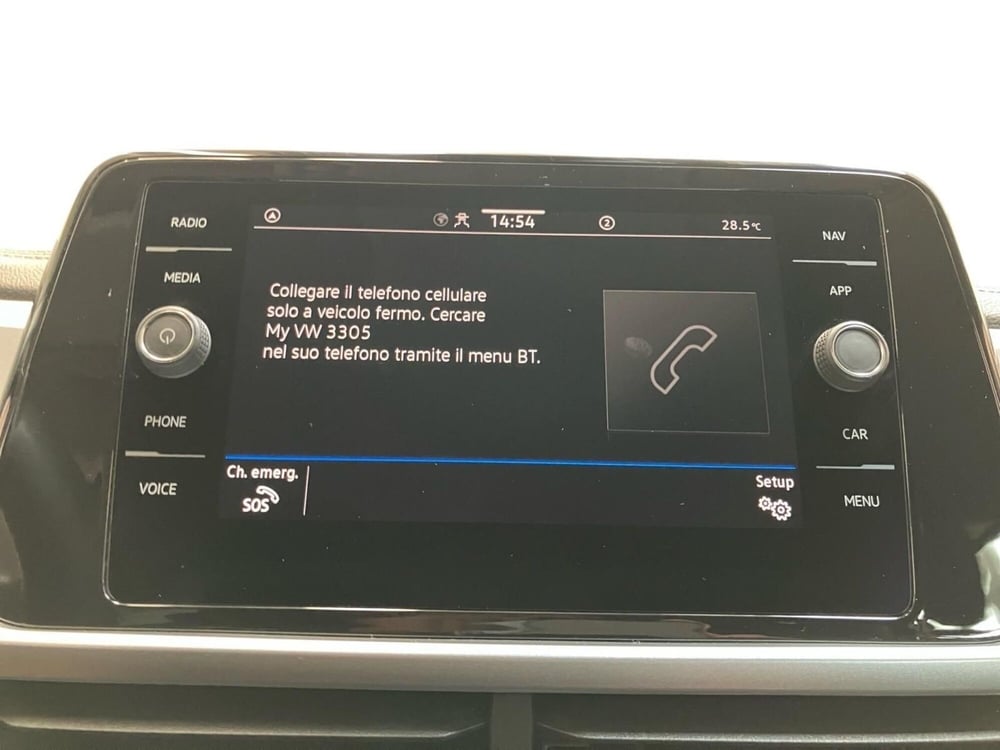 RADIO
MEDIA
PHONE
VOICE
14:54
2
28.5°C
Collegare il telefono cellulare
solo a veicolo fermo. Cercare
My VW 3305
nel suo telefono tramite il menu BT.
Ch. emerg.
SOS
Setup
NAV
APP
CAR
MENU